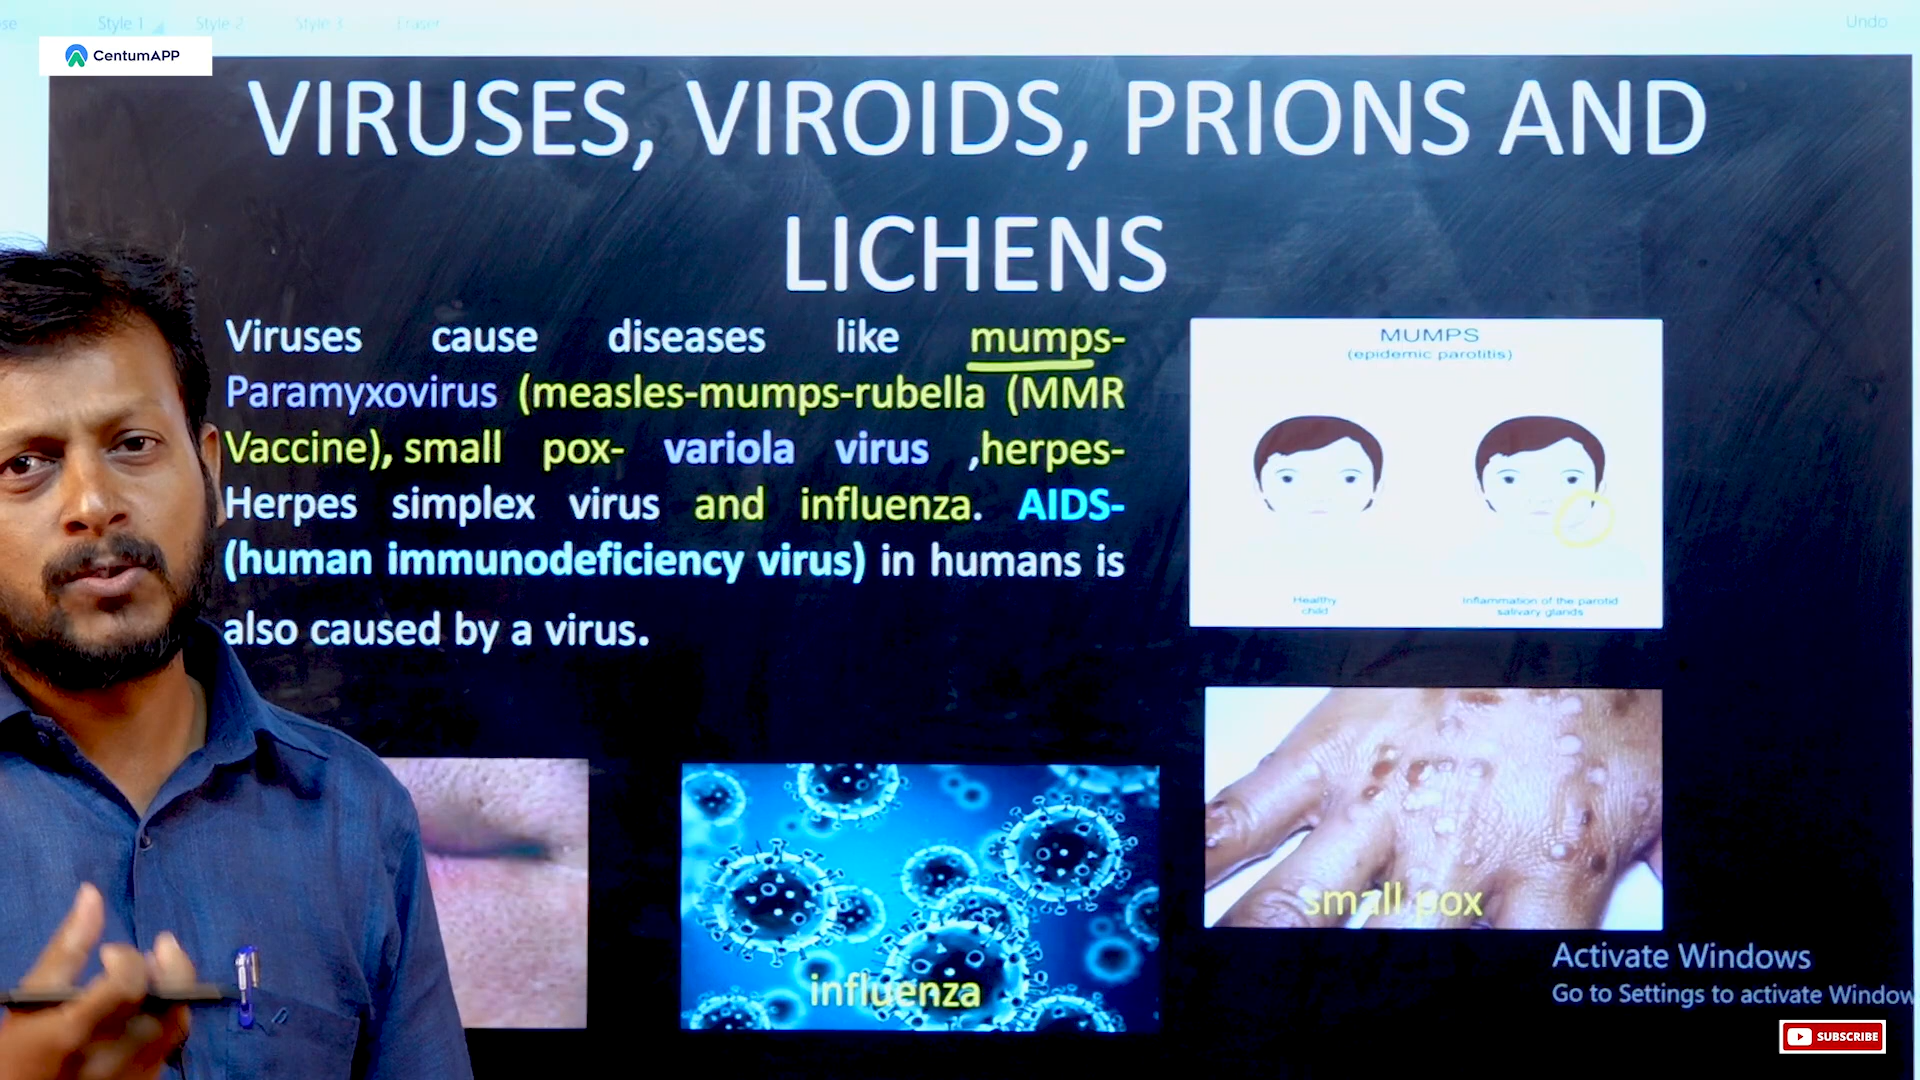 Style 1
Style 2
Style 3
Eraser
Undo
CentumAPP
VIRUSES, VIROIDS, PRIONS AND
LICHENS
Viruses cause diseases like mumps-
Paramyxovirus (measles-mumps-rubella (MMR
Vaccine), small pox- variola virus ,herpes-
Herpes simplex virus and influenza. AIDS-
(human immunodeficiency virus) in humans is
also caused by a virus.
MUMPS
(epidemic parotitis)
Healthy
child
Inflammation of the parotid
salivary glands
small pox
influenza
Activate Windows
Go to Settings to activate Window
SUBSCRIBE